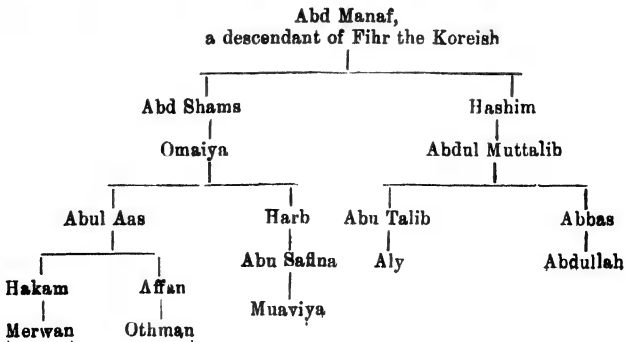 Abd Manaf,
a descendant of Fihr the Koreish
Abd Shams Hashim
Omaiya Abdul Muttalib
Abul Aas Harb Abu Talib Abbas
Abu Safina Aly Abdullah
Hakam Affan
Muaviya
Merwan Othman